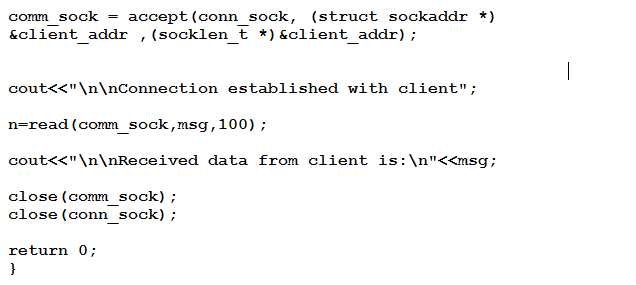 comm_sock = accept(conn_sock, (struct sockaddr *)
&client_addr ,(socklen_t *)&client_addr);
cout<<"\n\nConnection established with client";
n=read(comm_sock,msg,100);
cout<<"\n\nReceived data from client is:\n"<<msg;
close(comm_sock);
close(conn_sock);
return 0;
}